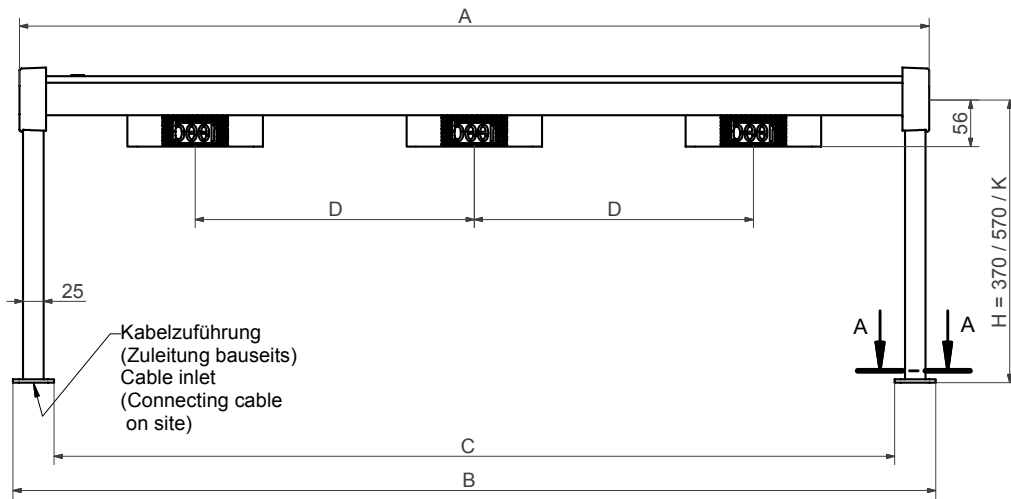 A
56
D
D
H = 370 / 570 / K
25
Kabelzuführung
(Zuleitung bauseits)
Cable inlet
(Connecting cable
on site)
A
A
C
B